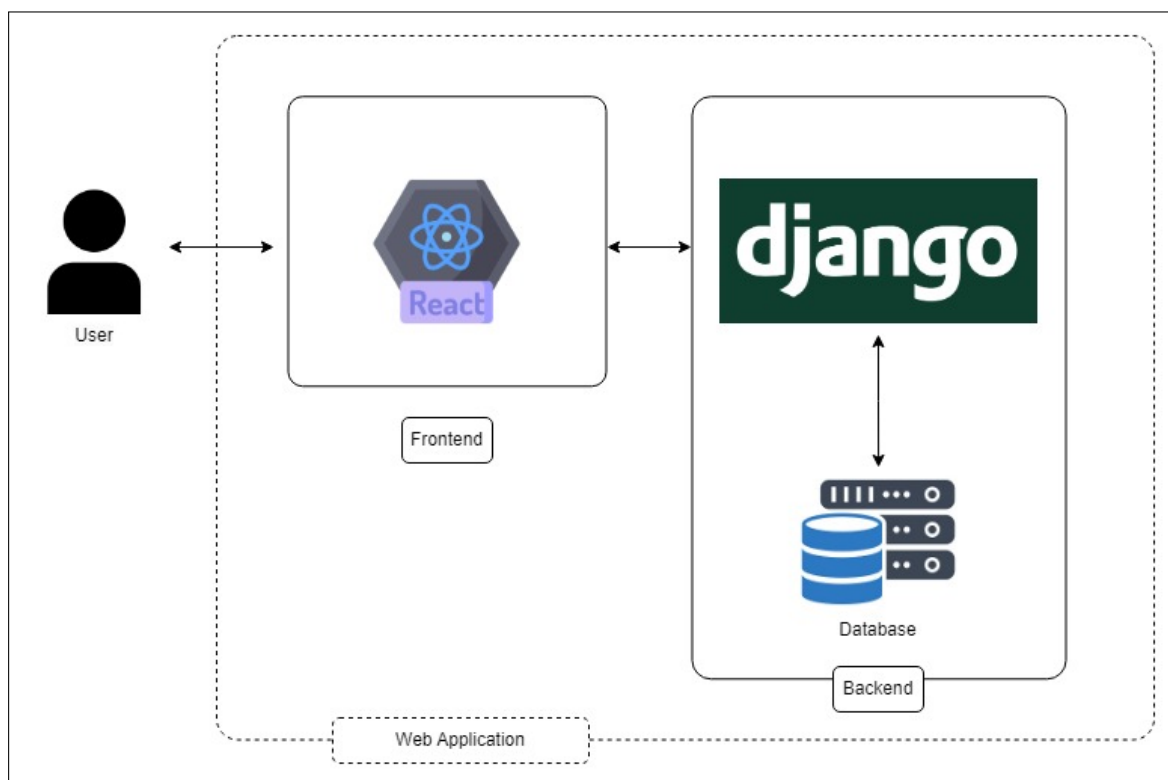 User
React
Frontend
django
Database
Backend
Web Application